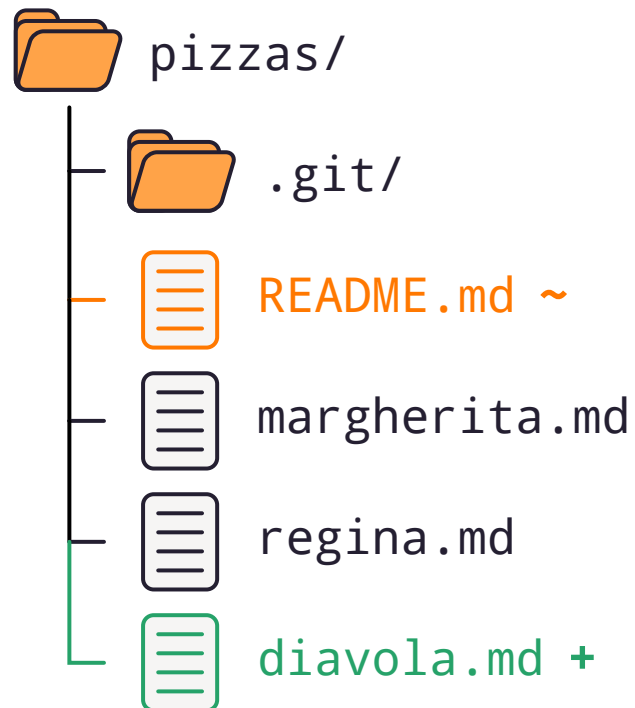 pizzas/
.git/
README.md ~
margherita.md
regina.md
diavola.md +